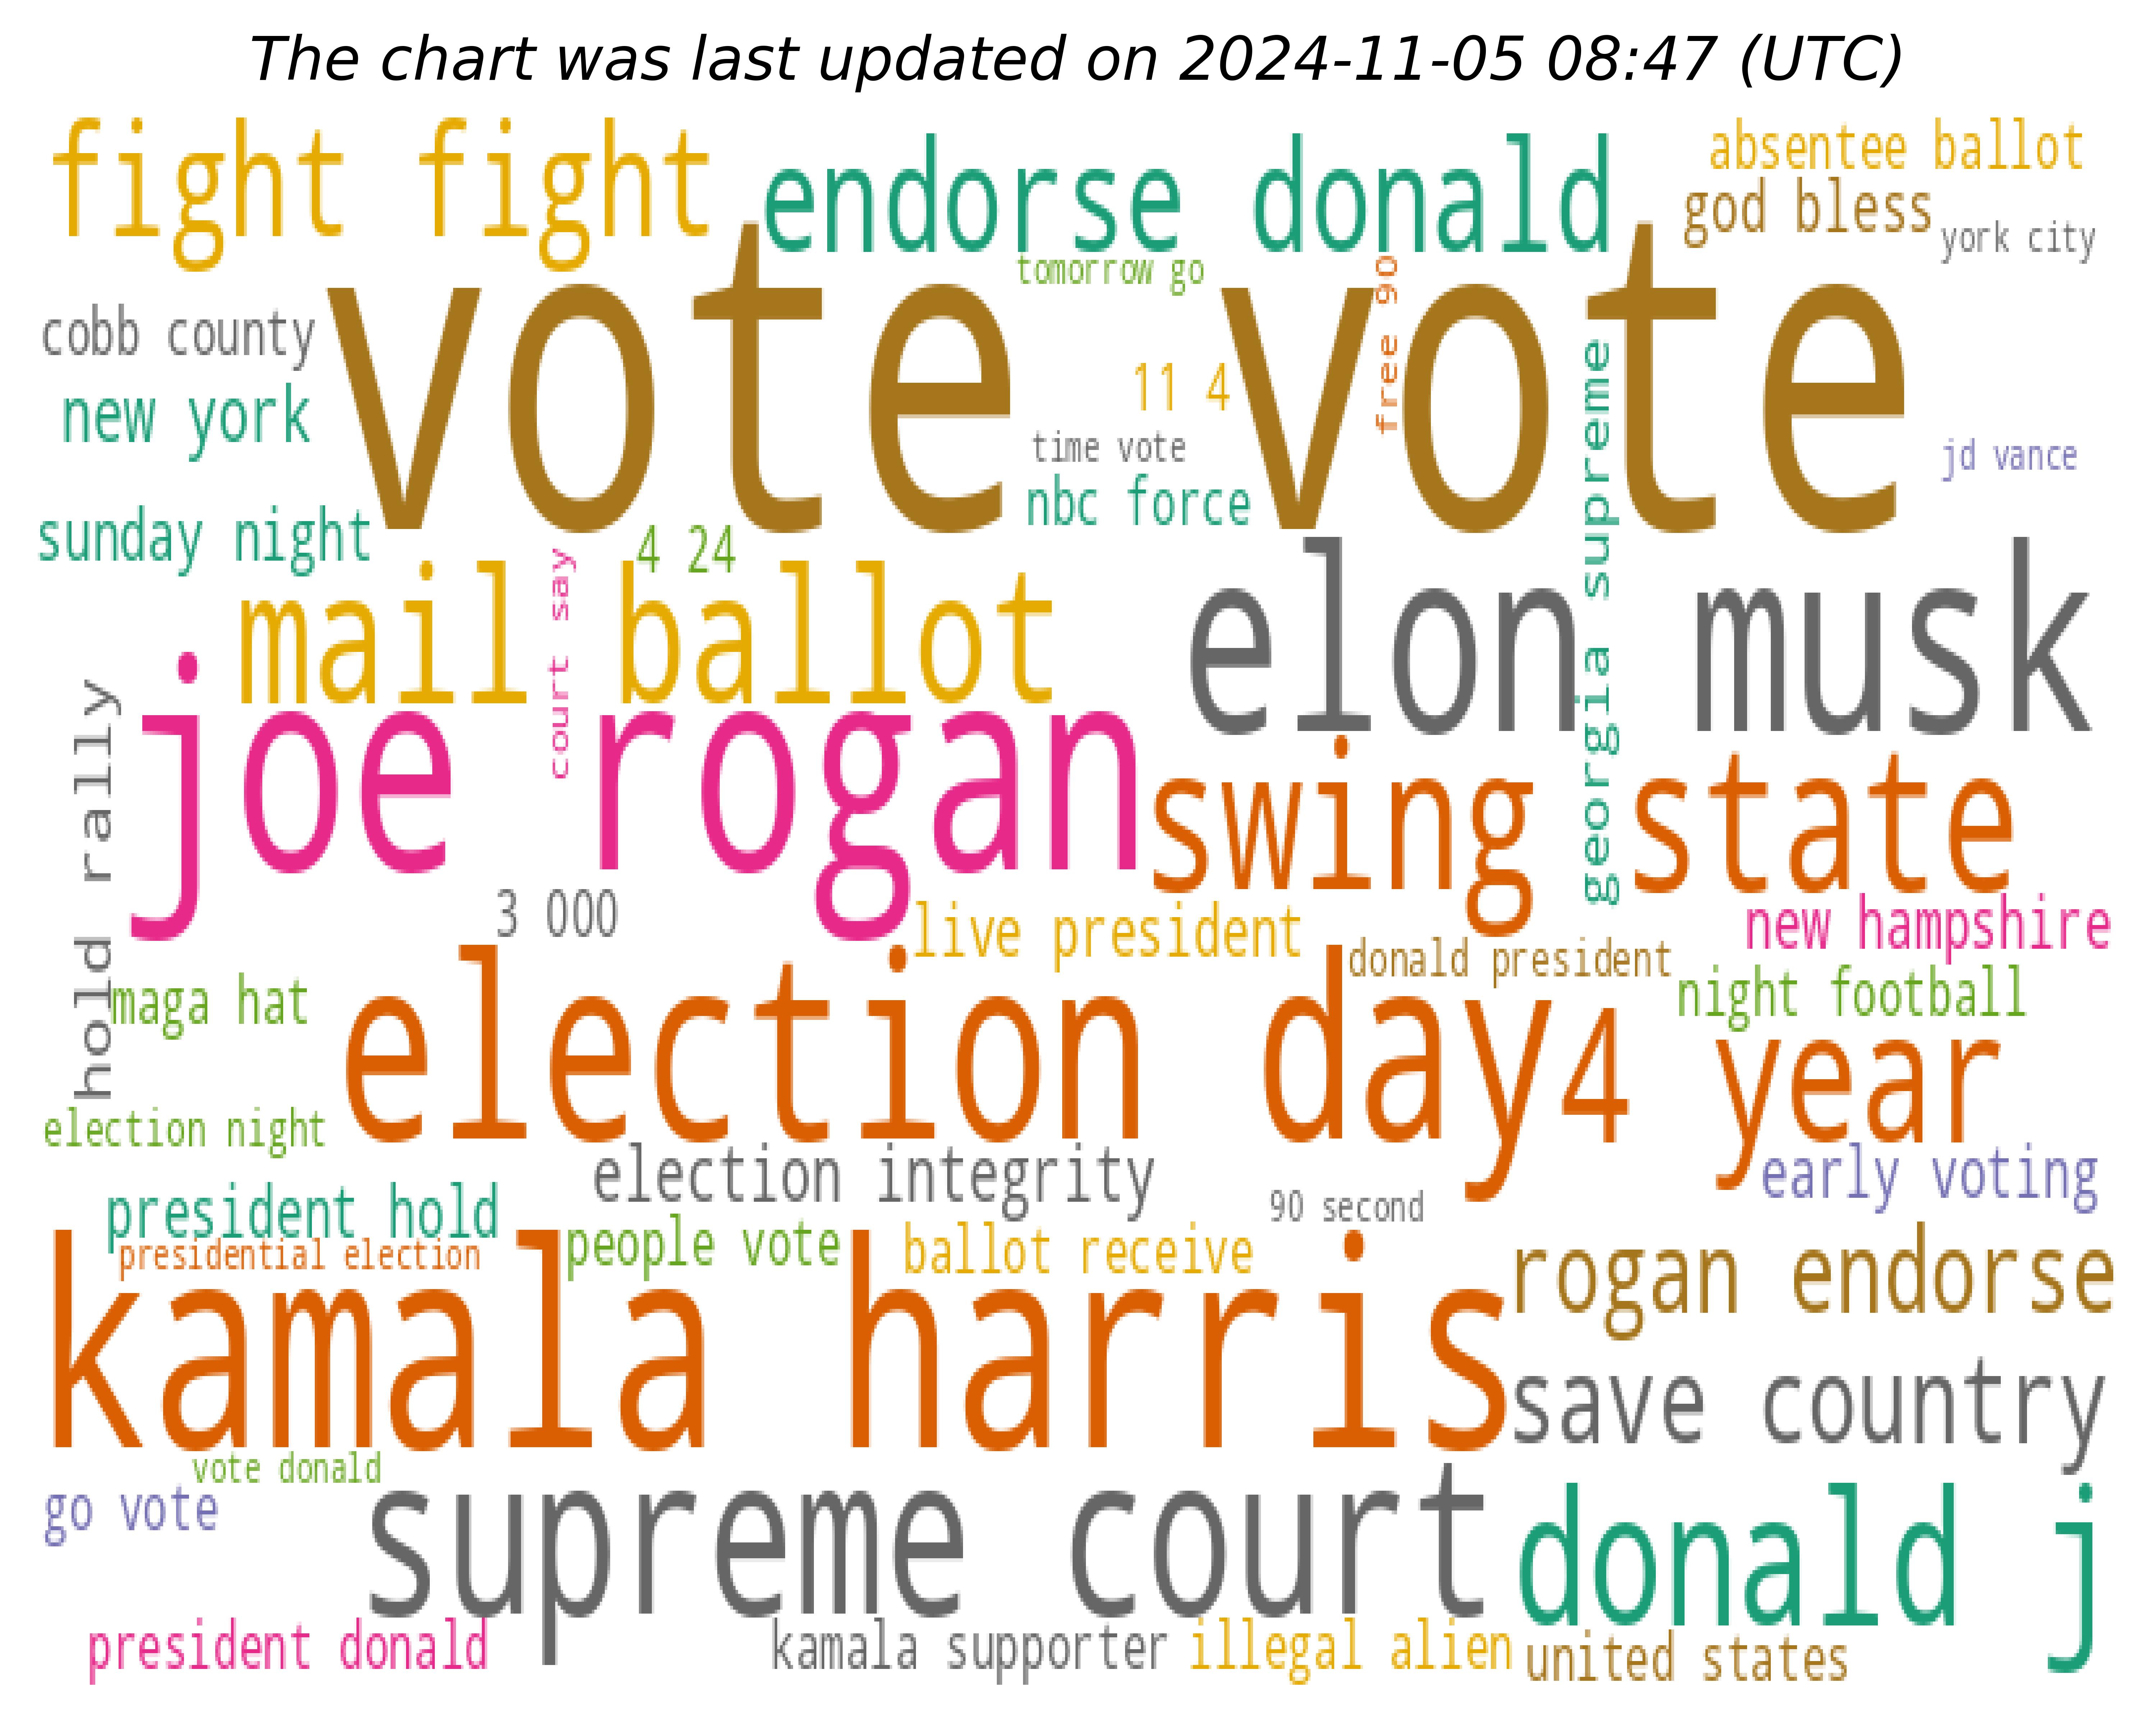 The chart was last updated on 2024-11-05 08:47 (UTC)
fight fight
endorse donald
absentee ballot
god bless
york city
tomorrow go
free 90
cobb county
vote vote
new york
11 4
time vote
nbc force
georgia supreme
jd vance
sunday night
4 24
court say
mail ballot
elon musk
hold rally
joe rogan
swing state
3 000
live president
new hampshire
donald president
night football
maga hat
election day
4 year
election night
election integrity
early voting
president hold
90 second
presidential election
people vote
ballot receive
rogan endorse
kamala harris
save country
vote donald
go vote
supreme court
donald j
president donald
kamala supporter
illegal alien
united states